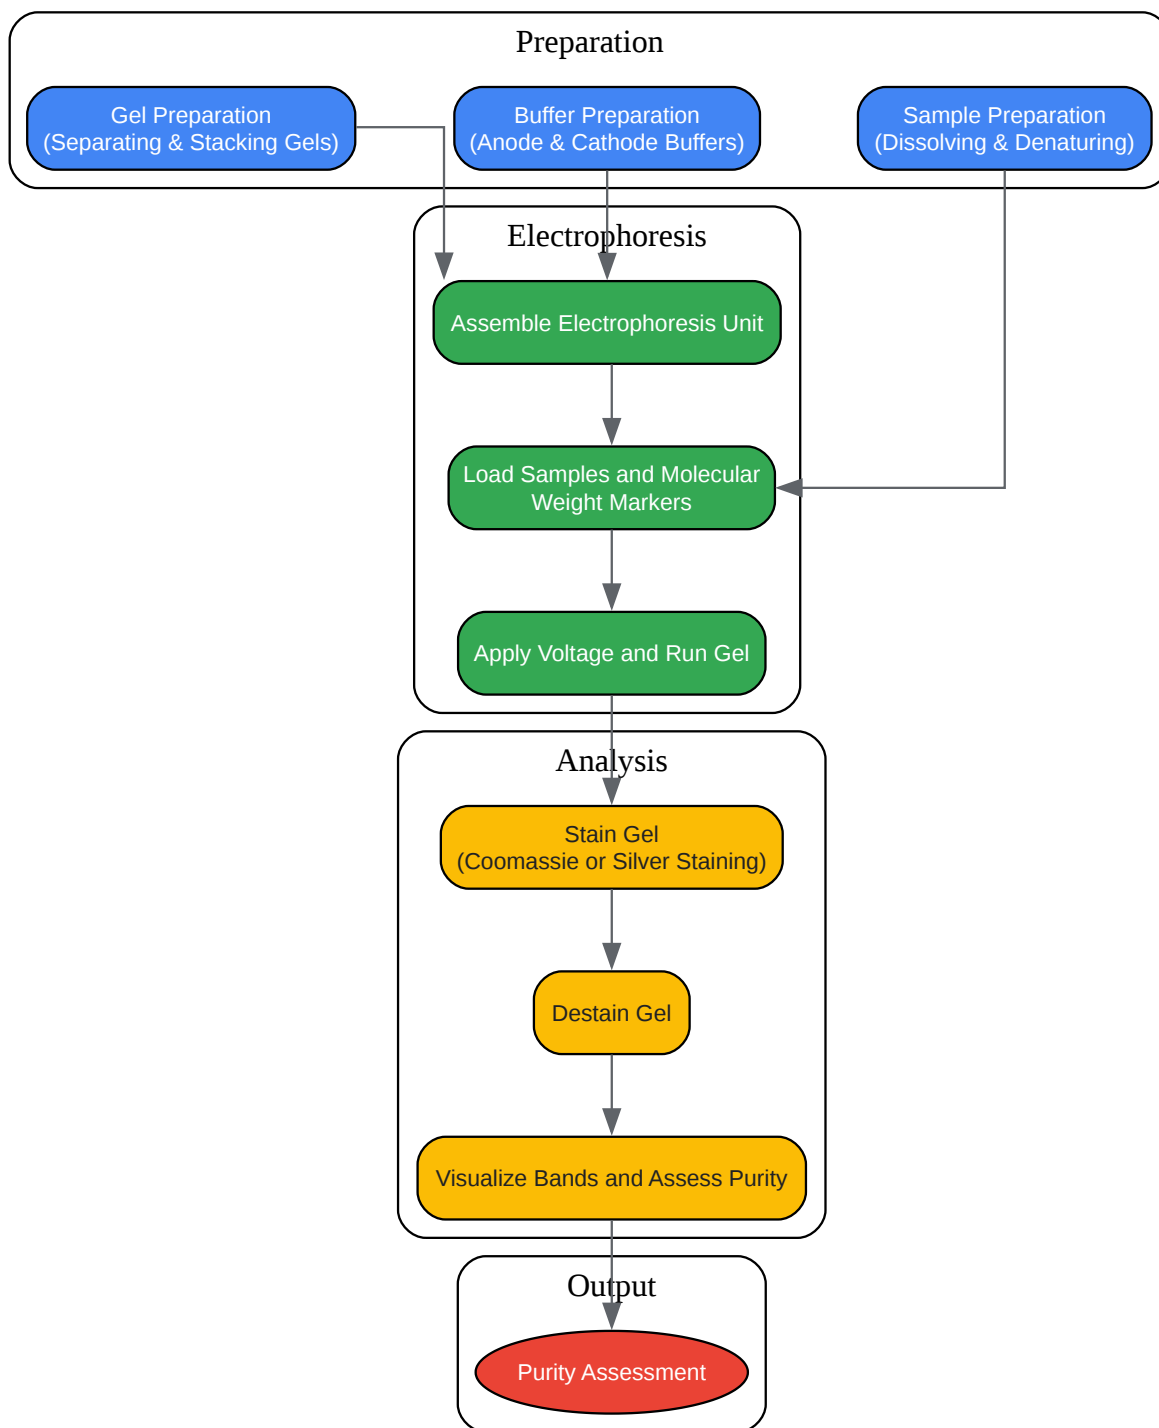 Preparation
Gel Preparation
(Separating & Stacking Gels)
Buffer Preparation
(Anode & Cathode Buffers)
Sample Preparation
(Dissolving & Denaturing)
Electrophoresis
Assemble Electrophoresis Unit
Load Samples and Molecular
Weight Markers
Apply Voltage and Run Gel
Analysis
Stain Gel
(Coomassie or Silver Staining)
Destain Gel
Visualize Bands and Assess Purity
Output
Purity Assessment